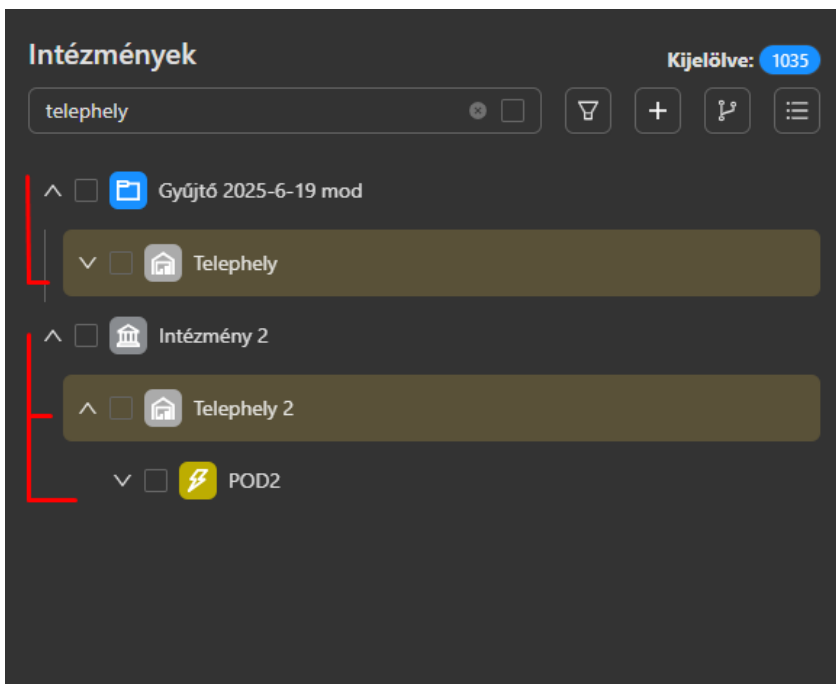 Intézmények
Kijelölve: 1035
telephely
Gyűjtő 2025-6-19 mod
Telephely
Intézmény 2
Telephely 2
POD2